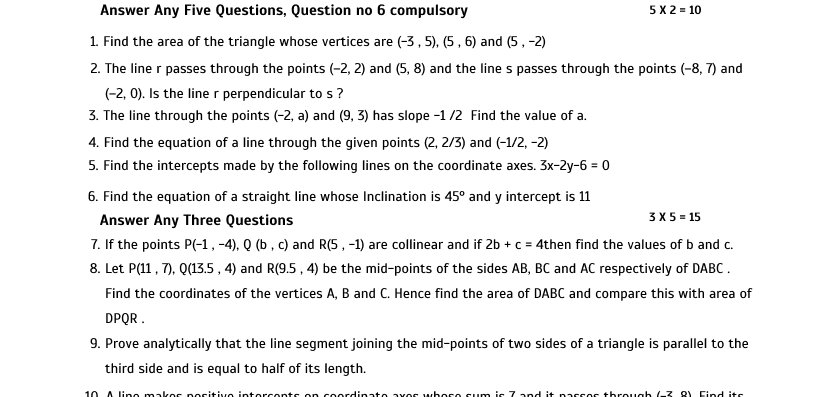 Answer Any Five Questions, Question no 6 compulsory 5 X 2 = 10
1. Find the area of the triangle whose vertices are (-3 , 5), (5 , 6) and (5 , -2)
2. The line r passes through the points (-2, 2) and (5, 8) and the line s passes through the points (-8, 7) and
(-2, 0). Is the line r perpendicular to s ?
3. The line through the points (-2, a) and (9, 3) has slope -1 /2 Find the value of a.
4. Find the equation of a line through the given points (2, 2/3) and (-1/2, -2)
5. Find the intercepts made by the following lines on the coordinate axes. 3x-2y-6 = 0
6. Find the equation of a straight line whose Inclination is 45° and y intercept is 11
Answer Any Three Questions 3 X 5 = 15
7. If the points P(-1 , -4), Q (b , c) and R(5 , -1) are collinear and if 2b + c = 4then find the values of b and c.
8. Let P(11 , 7), Q(13.5 , 4) and R(9.5 , 4) be the mid-points of the sides AB, BC and AC respectively of DABC .
Find the coordinates of the vertices A, B and C. Hence find the area of DABC and compare this with area of
DPQR .
9. Prove analytically that the line segment joining the mid-points of two sides of a triangle is parallel to the
third side and is equal to half of its length.
10. A line makes positive intercepts on coordinate axes whose sum is 7 and it passes through (-3, 8). Find its